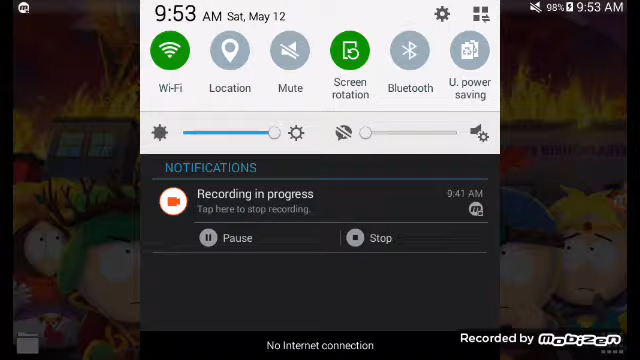 9:53 AM Sat, May 12
98% 9:53 AM
Wi-Fi
Location
Mute
Screen rotation
Bluetooth
U. power saving
NOTIFICATIONS
Recording in progress
9:41 AM
Tap here to stop recording.
Pause
Stop
No Internet connection
Recorded by Mobizen